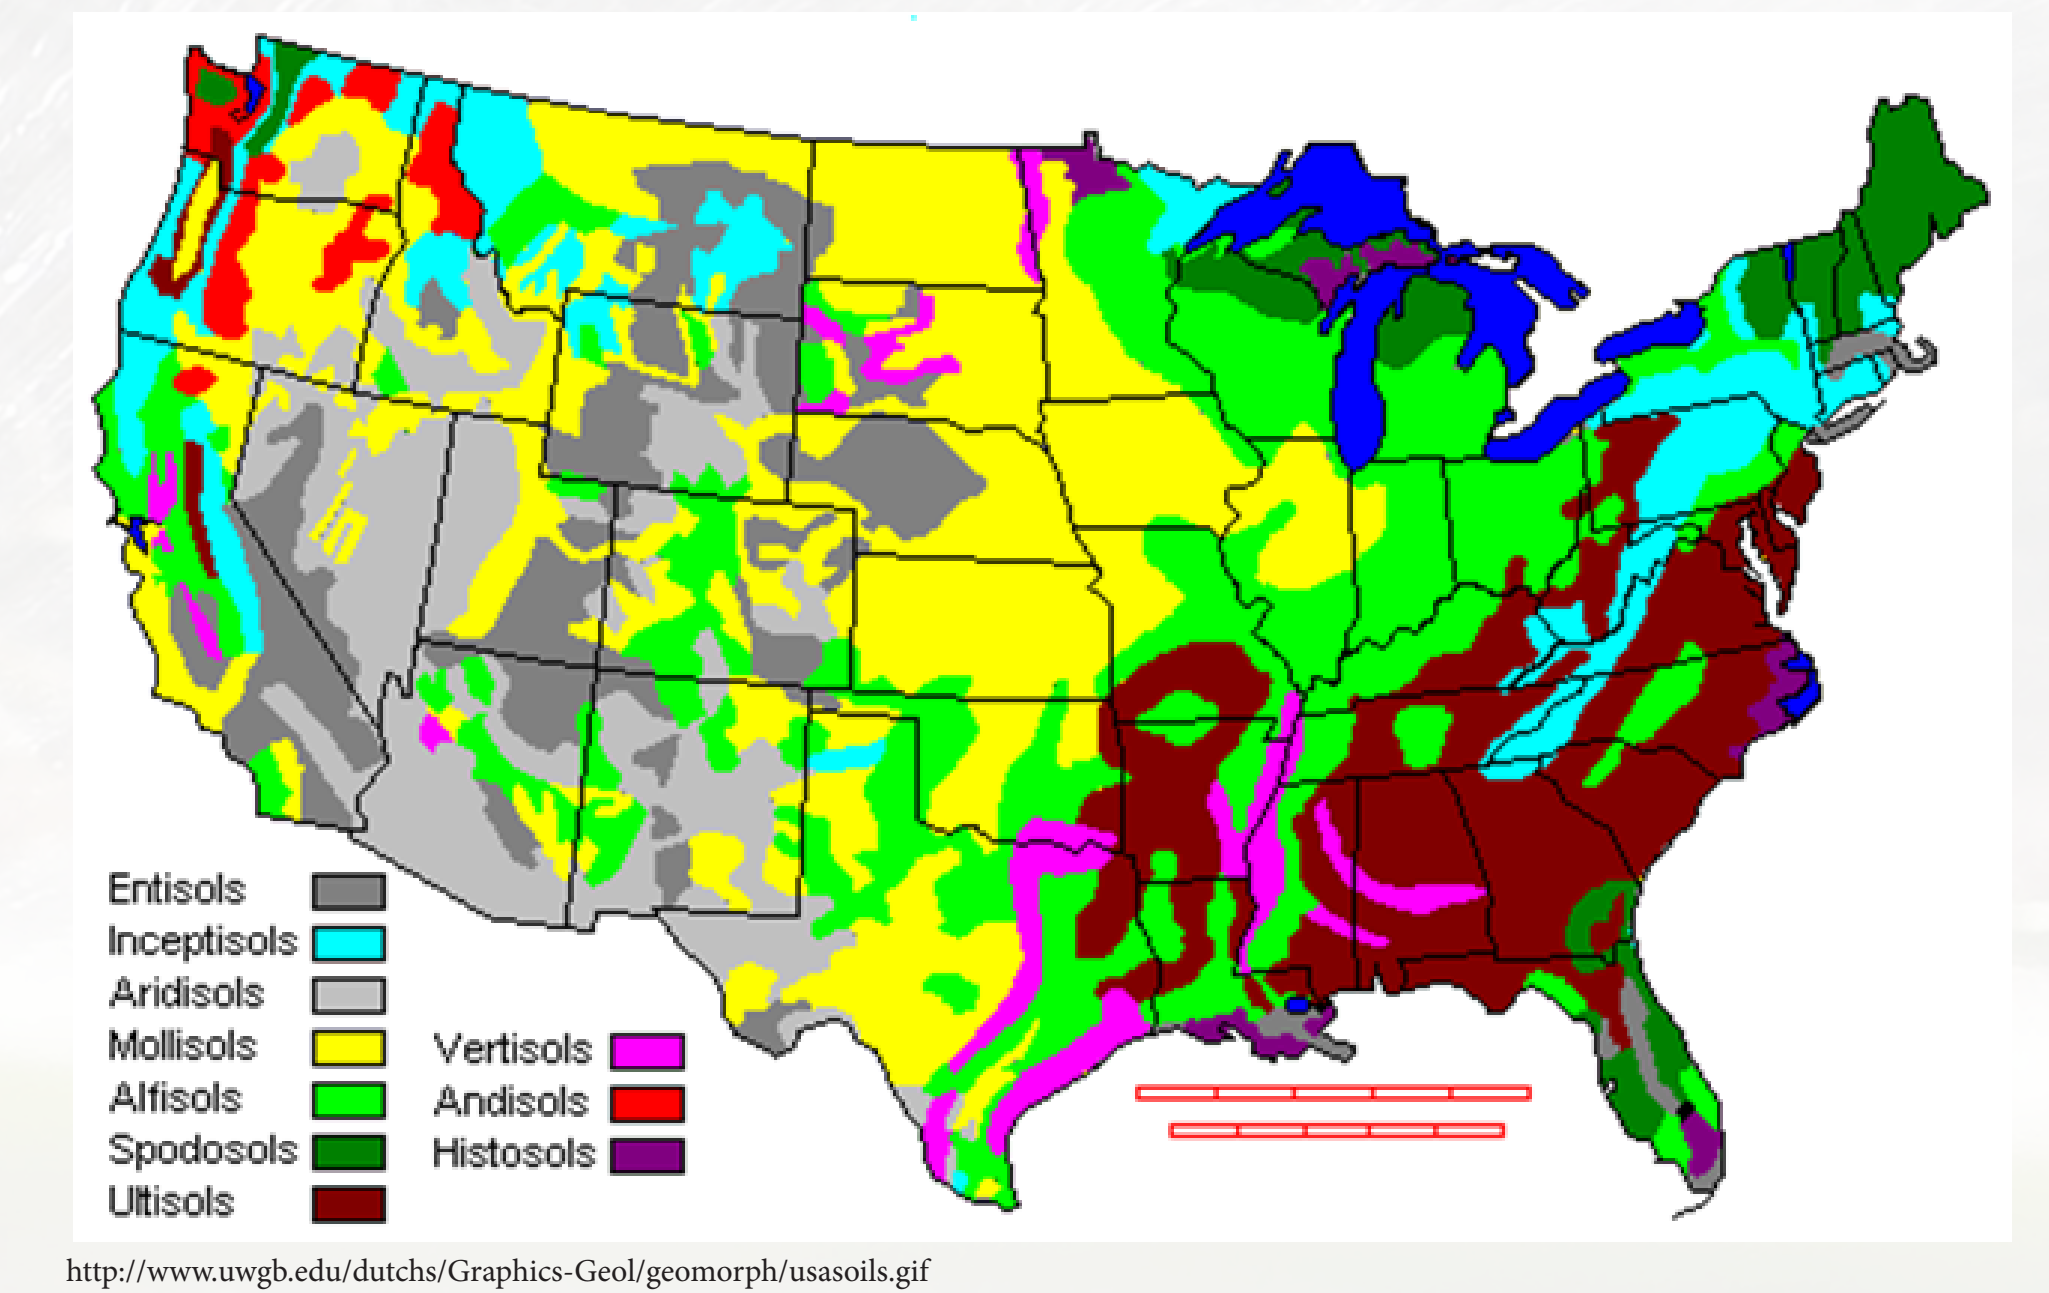 Entisols
Inceptisols
Aridisols
Mollisols
Alfisols
Spodosols
Ultisols
Vertisols
Andisols
Histosols
http://www.uwgb.edu/dutchs/Graphics-Geol/geomorph/usasoils.gif